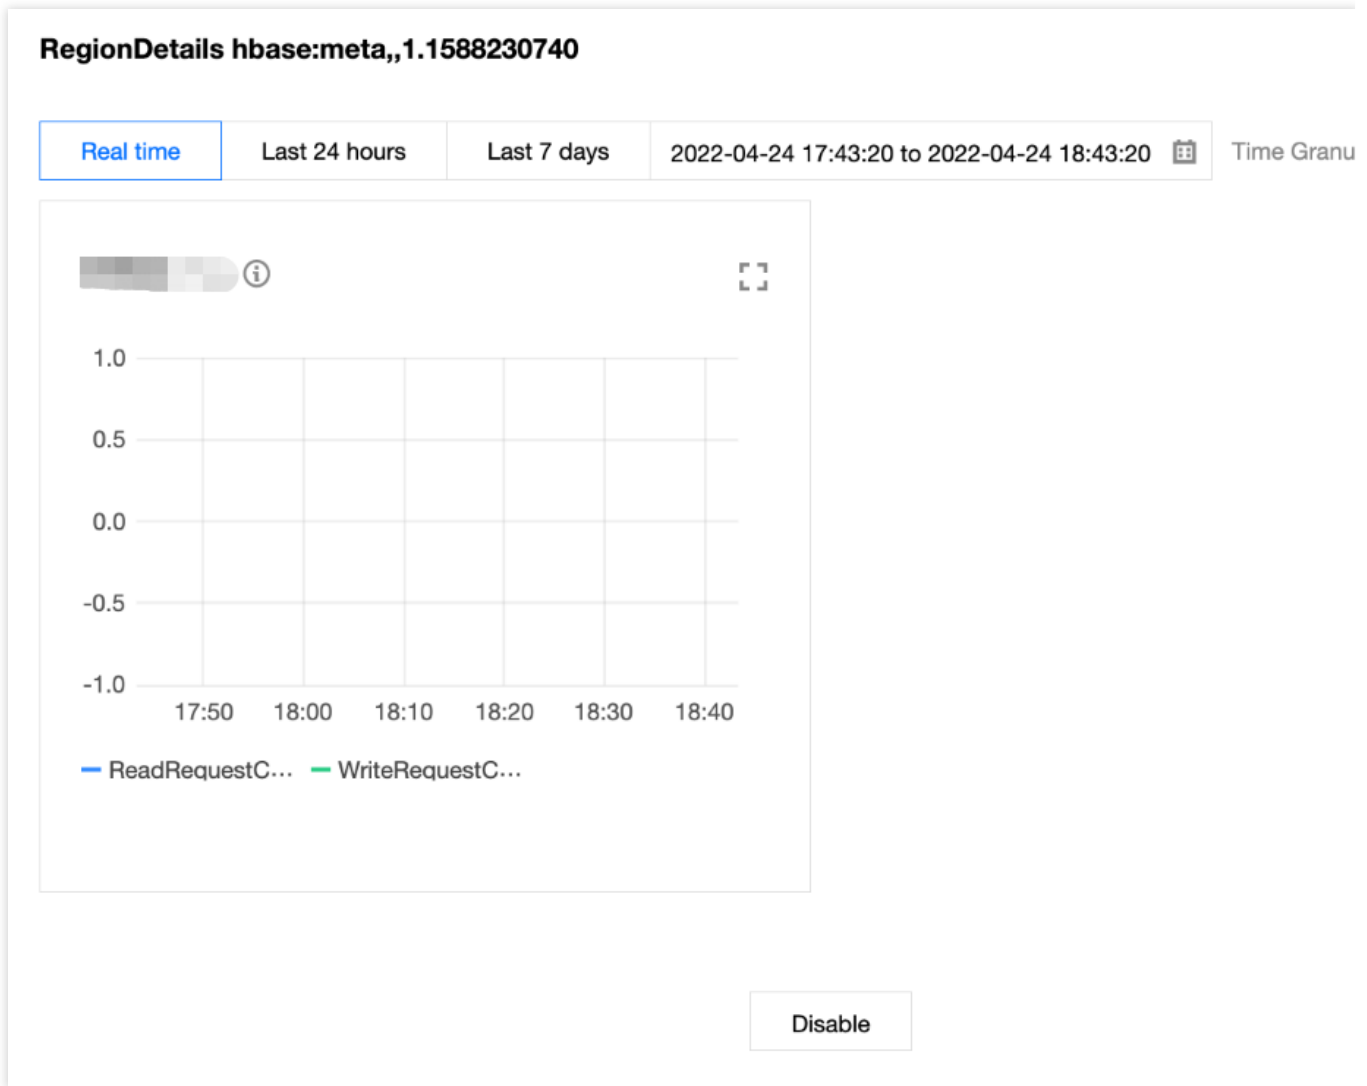 RegionDetails hbase:meta,,1.1588230740
Real time Last 24 hours Last 7 days 2022-04-24 17:43:20 to 2022-04-24 18:43:20 Time Granu
1.0
0.5
0.0
-0.5
-1.0
17:50 18:00 18:10 18:20 18:30 18:40
ReadRequestC... WriteRequestC...
Disable